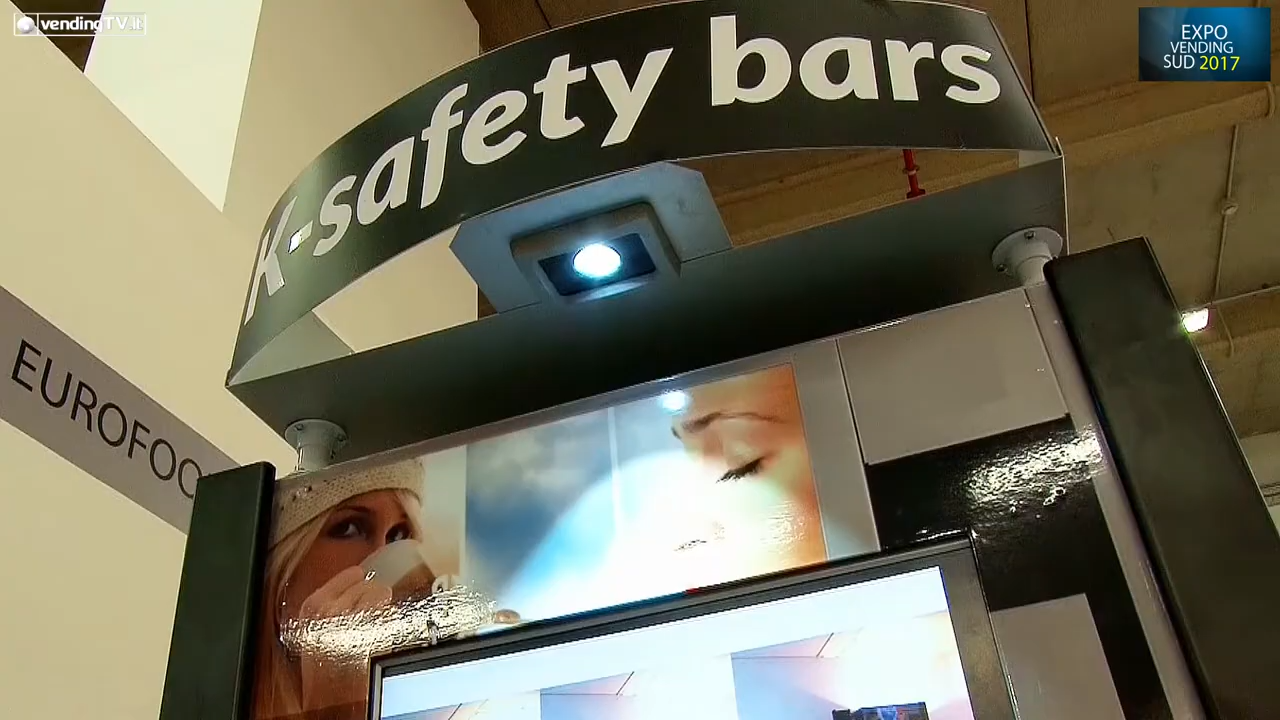 vendingTV.it
EXPO
VENDING
SUD 2017
K-safety bars
EUROFOO